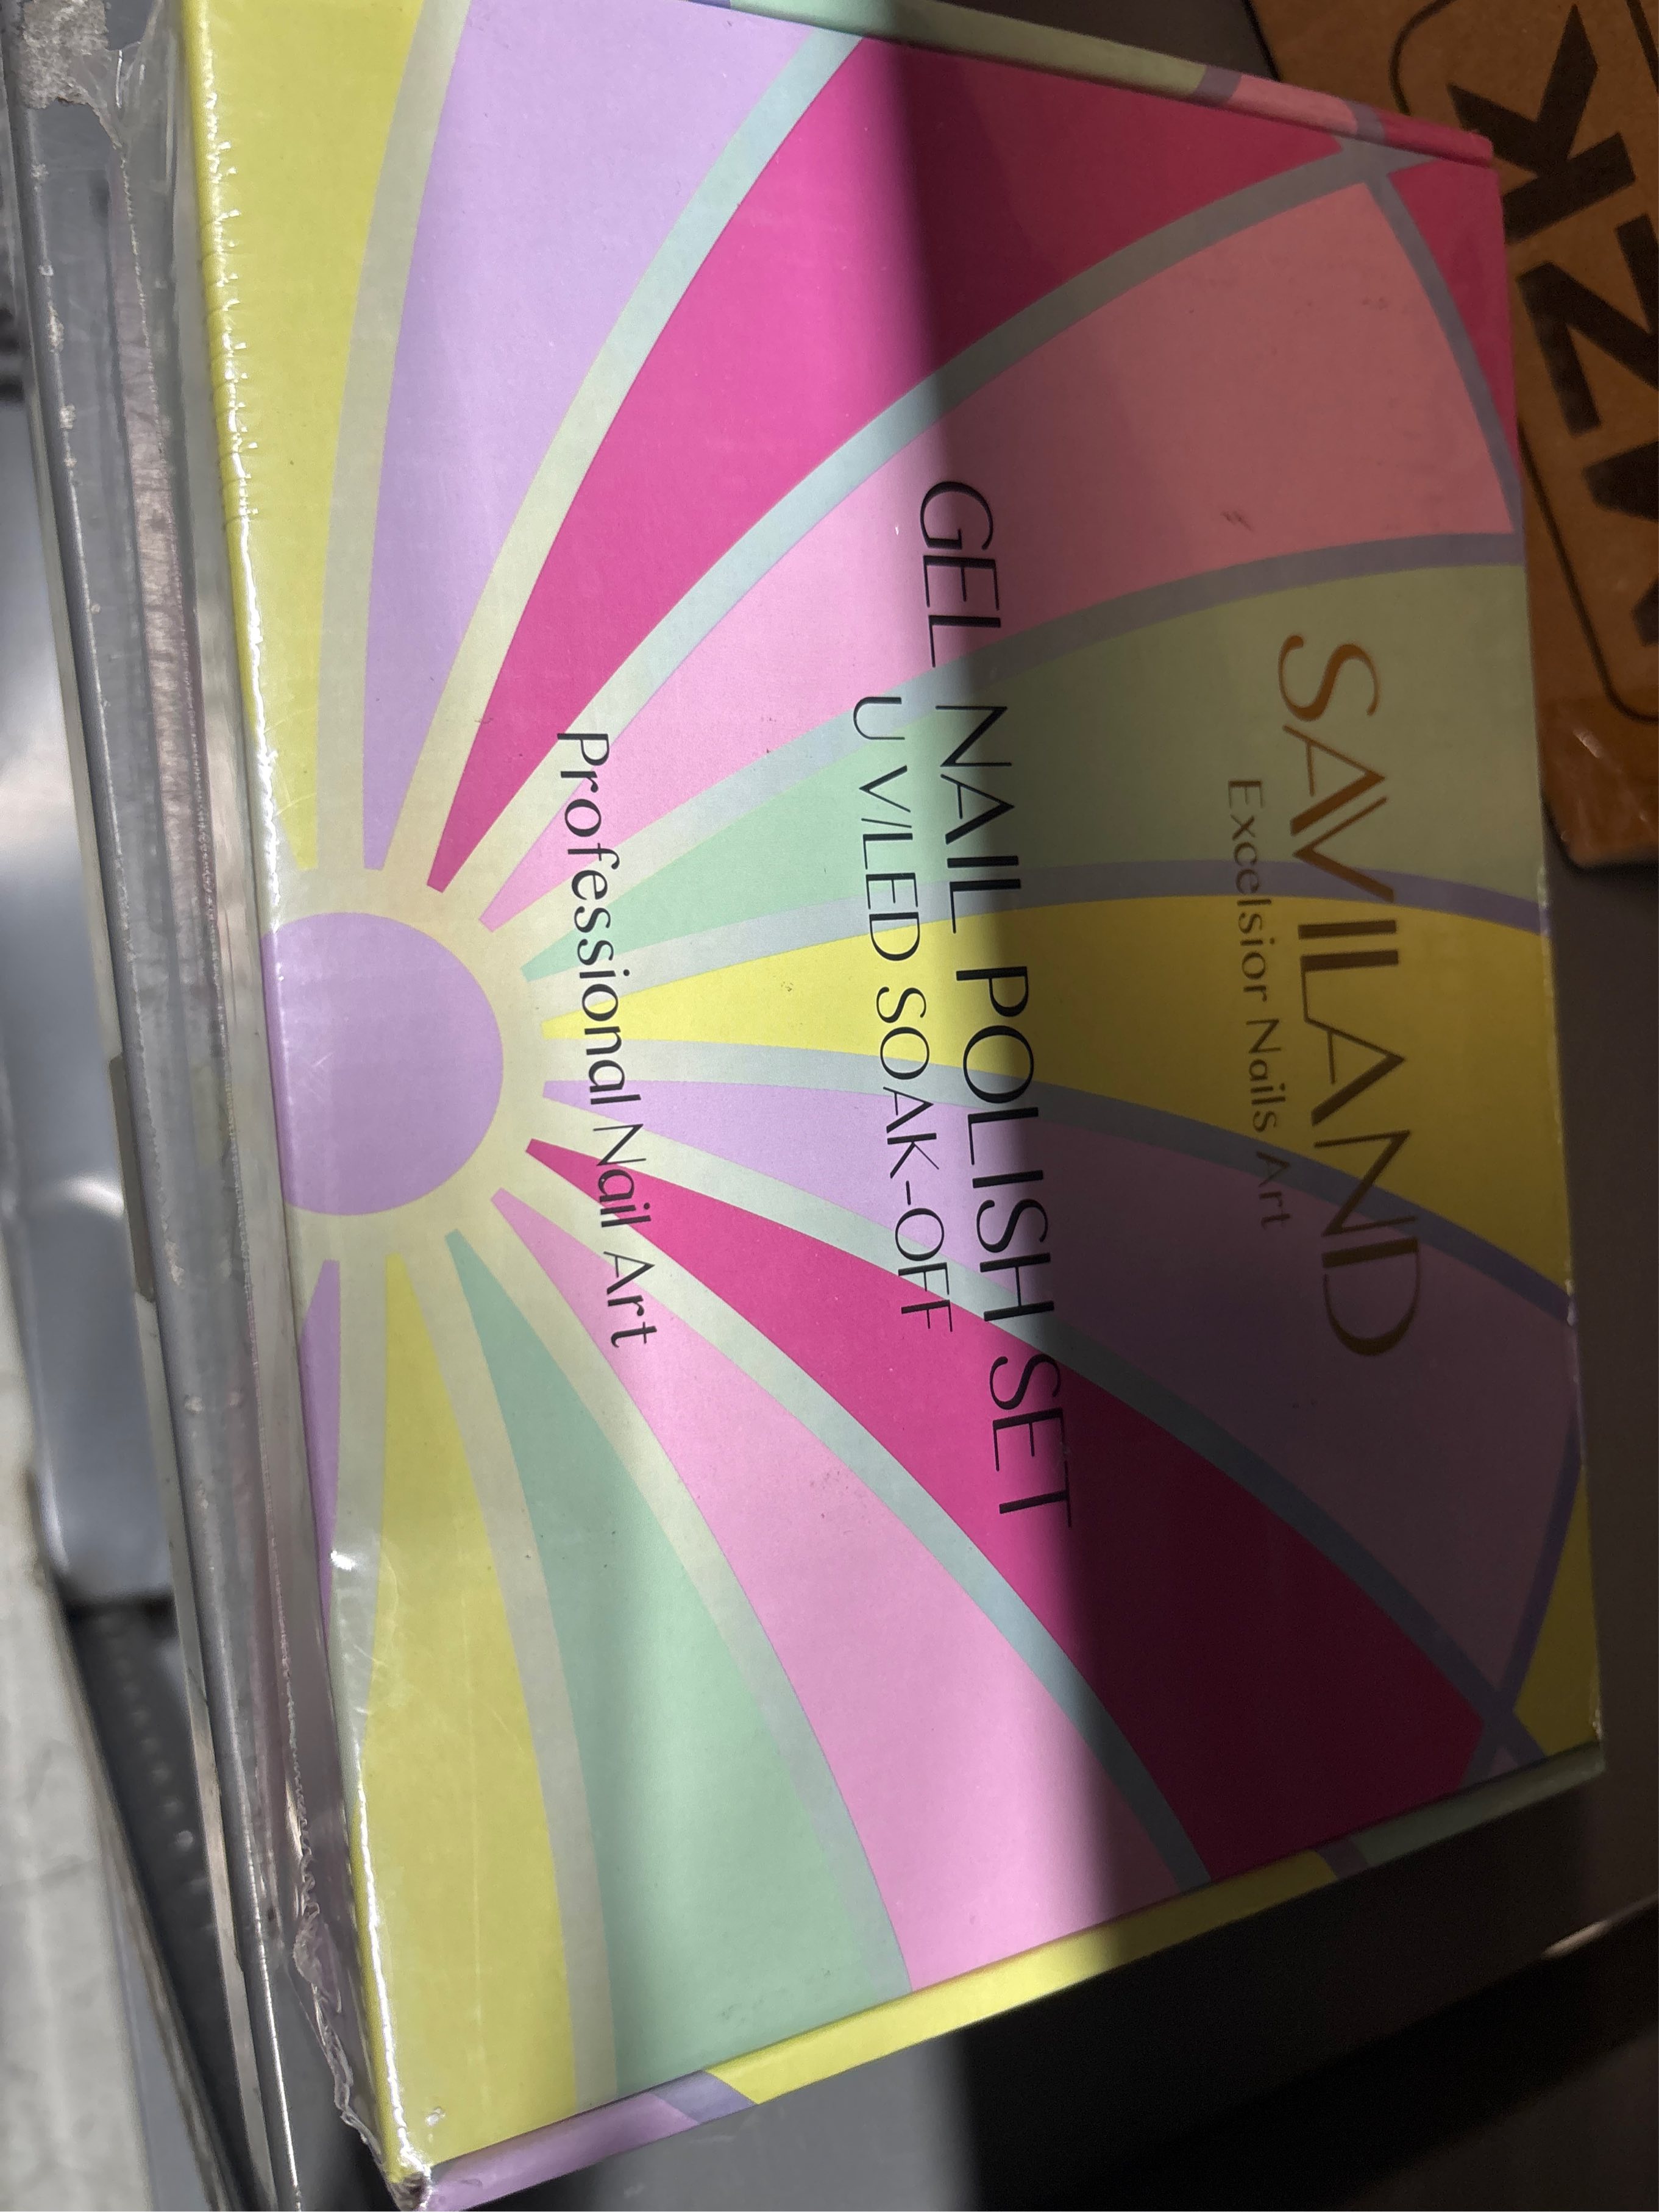 SAVILAND
Excelsior Nails Art
GEL NAIL POLISH SET
U V/LED SOAK-OFF
Professional Nail Art